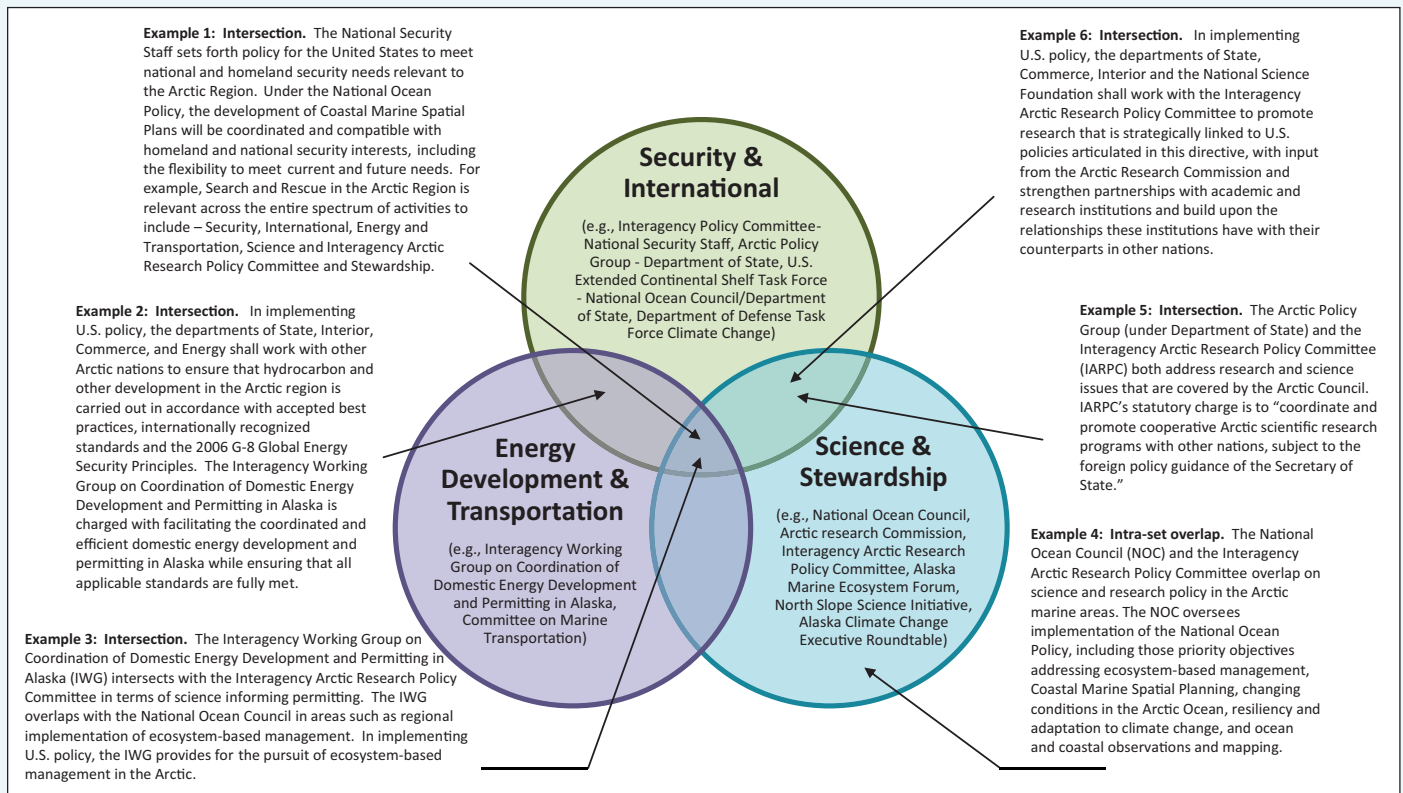 Example 1: Intersection. The National Security
Staff sets forth policy for the United States to meet
national and homeland security needs relevant to
the Arctic Region. Under the National Ocean
Policy, the development of Coastal Marine Spatial
Plans will be coordinated and compatible with
homeland and national security interests, including
the flexibility to meet current and future needs. For
example, Search and Rescue in the Arctic Region is
relevant across the entire spectrum of activities to
include – Security, International, Energy and
Transportation, Science and Interagency Arctic
Research Policy Committee and Stewardship.
Example 2: Intersection. In implementing
U.S. policy, the departments of State, Interior,
Commerce, and Energy shall work with other
Arctic nations to ensure that hydrocarbon and
other development in the Arctic region is
carried out in accordance with accepted best
practices, internationally recognized
standards and the 2006 G-8 Global Energy
Security Principles. The Interagency Working
Group on Coordination of Domestic Energy
Development and Permitting in Alaska is
charged with facilitating the coordinated and
efficient domestic energy development and
permitting in Alaska while ensuring that all
applicable standards are fully met.
Example 3: Intersection. The Interagency Working Group on
Coordination of Domestic Energy Development and Permitting in
Alaska (IWG) intersects with the Interagency Arctic Research Policy
Committee in terms of science informing permitting. The IWG
overlaps with the National Ocean Council in areas such as regional
implementation of ecosystem-based management. In implementing
U.S. policy, the IWG provides for the pursuit of ecosystem-based
management in the Arctic.
Security &
International
(e.g., Interagency Policy Committee-
National Security Staff, Arctic Policy
Group - Department of State, U.S.
Extended Continental Shelf Task Force
- National Ocean Council/Department
of State, Department of Defense Task
Force Climate Change)
Energy
Development &
Transportation
(e.g., Interagency Working
Group on Coordination of
Domestic Energy Development
and Permitting in Alaska,
Committee on Marine
Transportation)
Science &
Stewardship
(e.g., National Ocean Council,
Arctic research Commission,
Interagency Arctic Research
Policy Committee, Alaska
Marine Ecosystem Forum,
North Slope Science Initiative,
Alaska Climate Change
Executive Roundtable)
Example 6: Intersection. In implementing
U.S. policy, the departments of State,
Commerce, Interior and the National Science
Foundation shall work with the Interagency
Arctic Research Policy Committee to promote
research that is strategically linked to U.S.
policies articulated in this directive, with input
from the Arctic Research Commission and
strengthen partnerships with academic and
research institutions and build upon the
relationships these institutions have with their
counterparts in other nations.
Example 5: Intersection. The Arctic Policy
Group (under Department of State) and the
Interagency Arctic Research Policy Committee
(IARPC) both address research and science
issues that are covered by the Arctic Council.
IARPC’s statutory charge is to “coordinate and
promote cooperative Arctic scientific research
programs with other nations, subject to the
foreign policy guidance of the Secretary of
State.”
Example 4: Intra-set overlap. The National
Ocean Council (NOC) and the Interagency
Arctic Research Policy Committee overlap on
science and research policy in the Arctic
marine areas. The NOC oversees
implementation of the National Ocean
Policy, including those priority objectives
addressing ecosystem-based management,
Coastal Marine Spatial Planning, changing
conditions in the Arctic Ocean, resiliency and
adaptation to climate change, and ocean
and coastal observations and mapping.